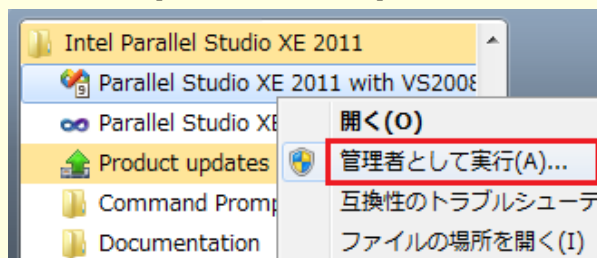 Intel Parallel Studio XE 2011
Parallel Studio XE 2011 with VS2008
Parallel Studio XE
開く(O)
Product updates
管理者として実行(A)...
Command Promp
互換性のトラブルシューテ
Documentation
ファイルの場所を開く(I)